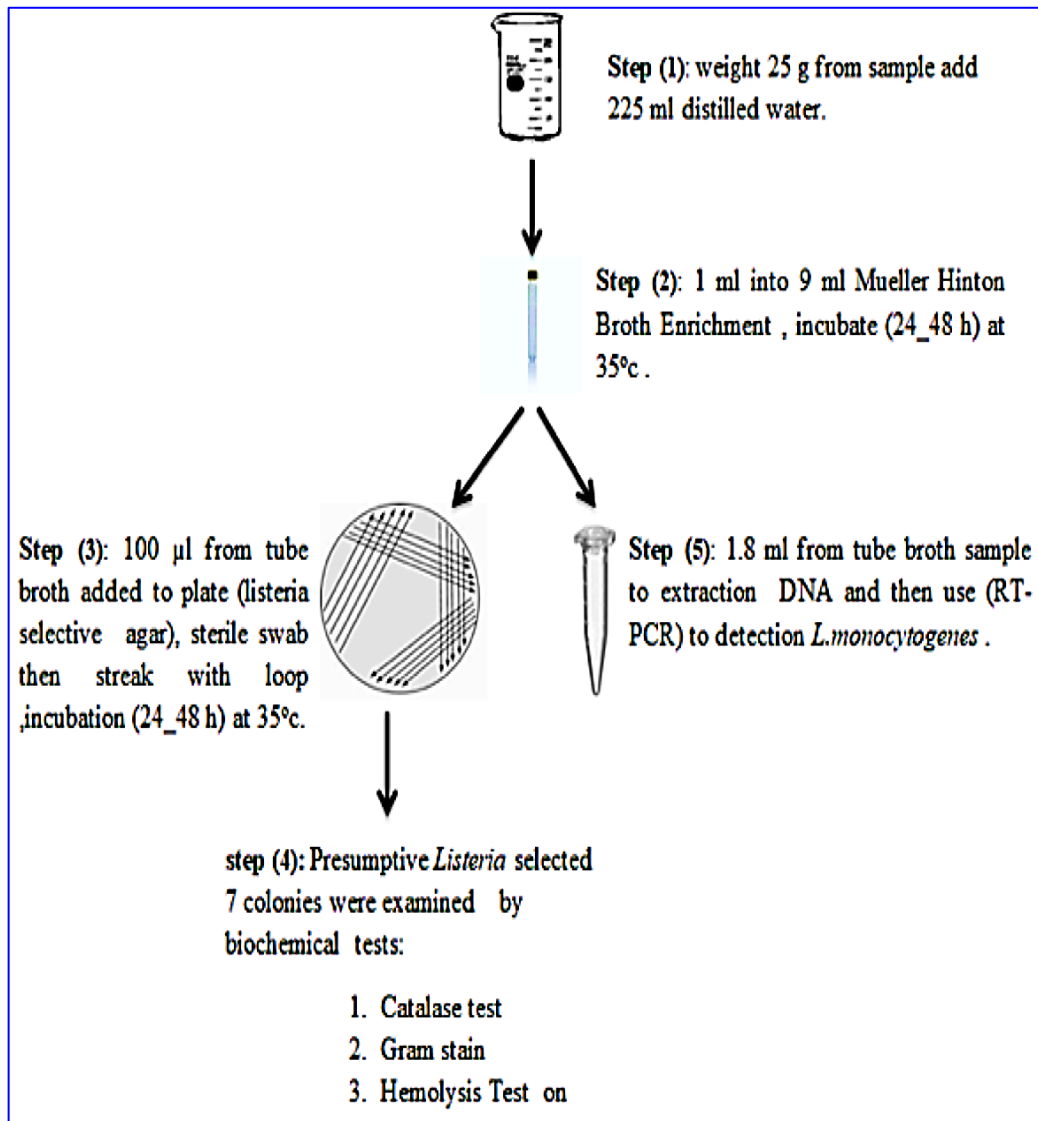 Step (1): weight 25 g from sample add
225 ml distilled water.
Step (2): 1 ml into 9 ml Mueller Hinton
Broth Enrichment , incubate (24_48 h) at
35ºc .
Step (3): 100 µl from tube
broth added to plate (listeria
selective agar), sterile swab
then streak with loop
,incubation (24_48 h) at 35ºc.
Step (5): 1.8 ml from tube broth sample
to extraction DNA and then use (RT-
PCR) to detection L.monocytogenes .
step (4): Presumptive Listeria selected
7 colonies were examined by
biochemical tests:
1. Catalase test
2. Gram stain
3. Hemolysis Test on